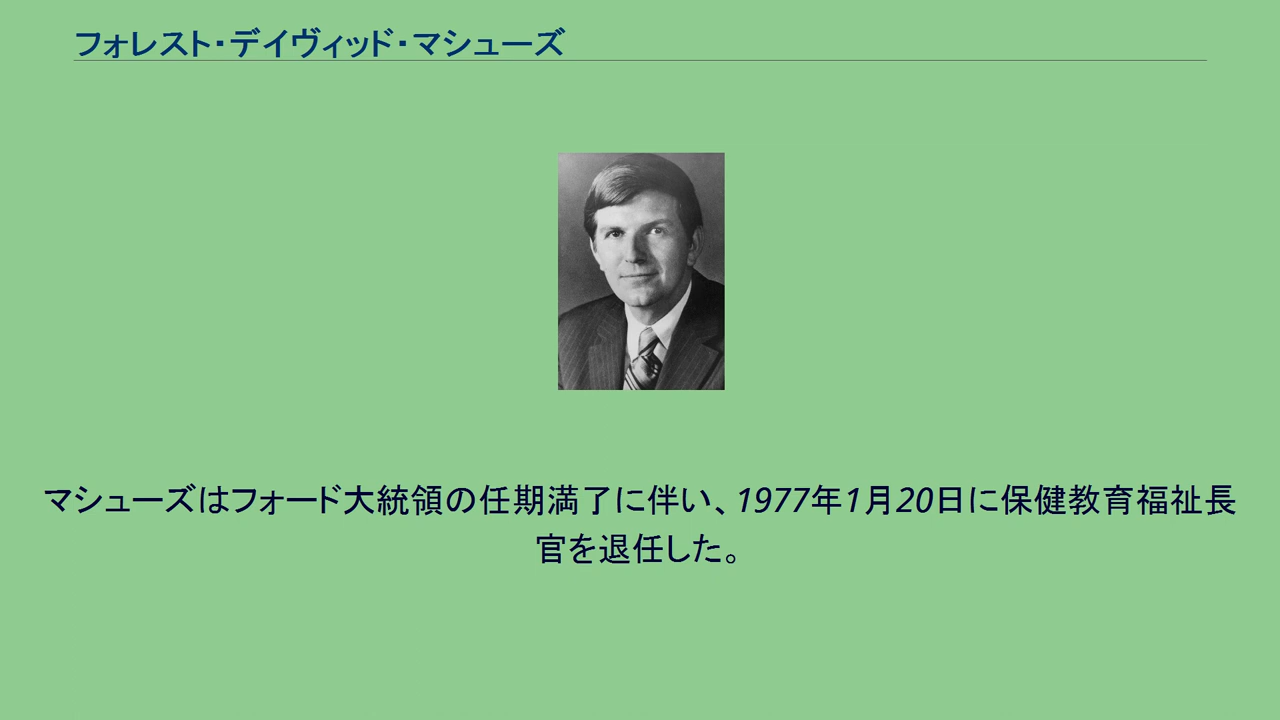 フォレスト・デイヴィッド・マシューズ
マシューズはフォード大統領の任期満了に伴い、1977年1月20日に保健教育福祉長
官を退任した。